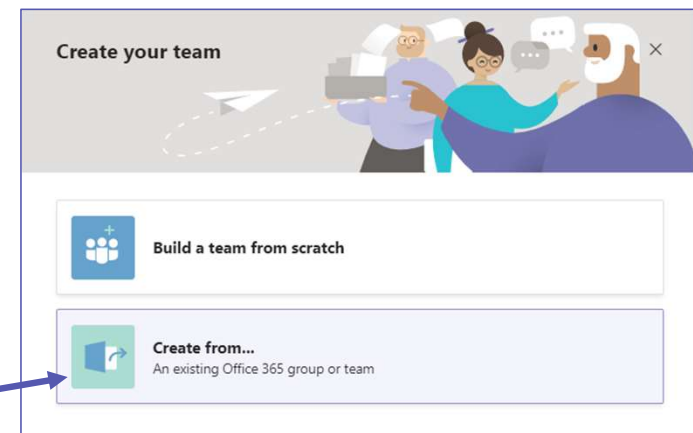 Create your team
Build a team from scratch
Create from...
An existing Office 365 group or team